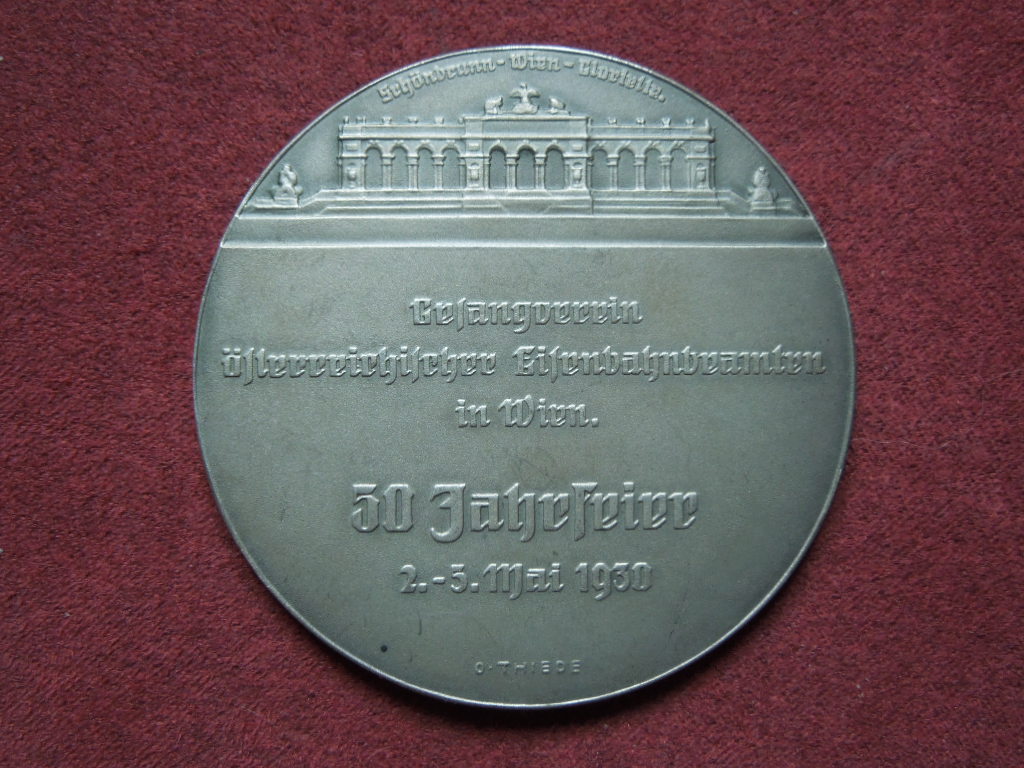 Schönbrunn - Wien - Gloriette.
Gesangverein
österreichischer Eisenbahnbeamten
in Wien.
50 Jahrfeier
2.-5. Mai 1930
O·THIEDE